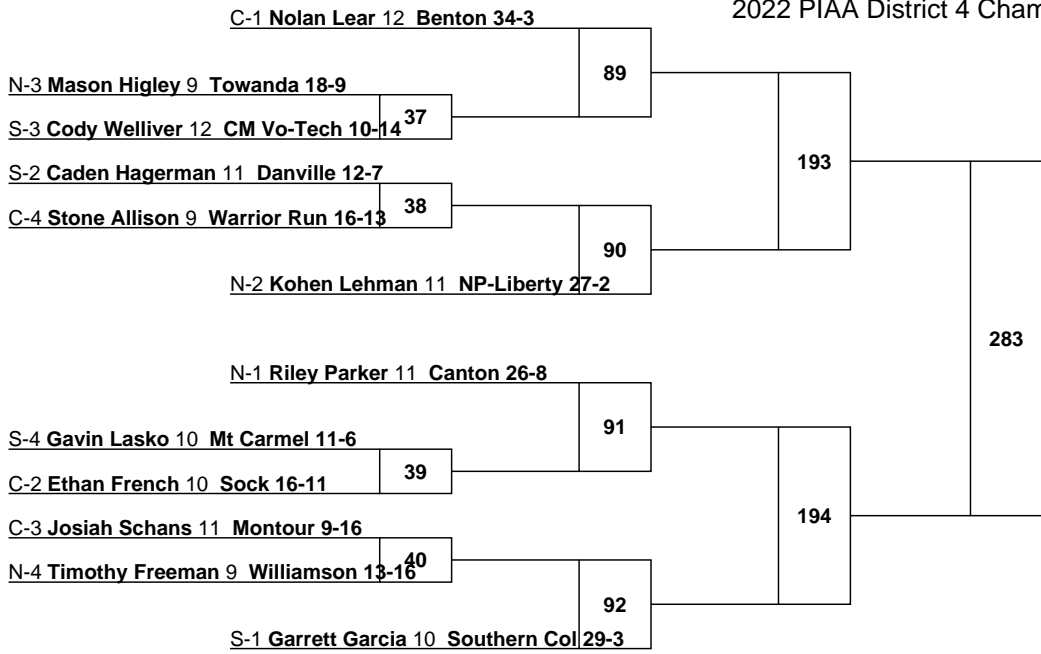 C-1 Nolan Lear 12 Benton 34-3
2022 PIAA District 4 Cham
89
N-3 Mason Higley 9 Towanda 18-9
37
S-3 Cody Welliver 12 CM Vo-Tech 10-14
193
S-2 Caden Hagerman 11 Danville 12-7
38
C-4 Stone Allison 9 Warrior Run 16-13
90
N-2 Kohen Lehman 11 NP-Liberty 27-2
283
N-1 Riley Parker 11 Canton 26-8
91
S-4 Gavin Lasko 10 Mt Carmel 11-6
39
C-2 Ethan French 10 Sock 16-11
194
C-3 Josiah Schans 11 Montour 9-16
40
N-4 Timothy Freeman 9 Williamson 13-16
92
S-1 Garrett Garcia 10 Southern Col 29-3